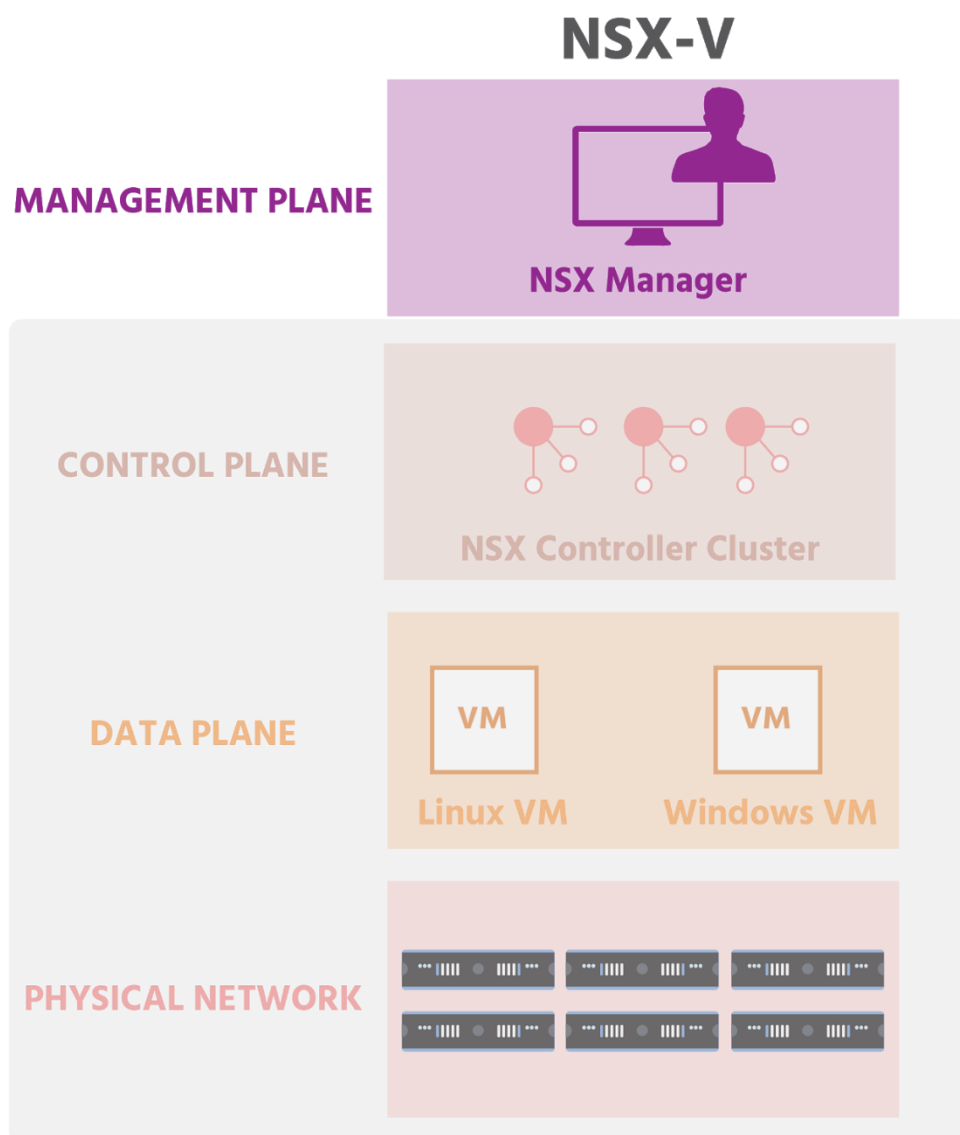 NSX-V
MANAGEMENT PLANE
NSX Manager
CONTROL PLANE
NSX Controller Cluster
DATA PLANE
VM
VM
Linux VM
Windows VM
PHYSICAL NETWORK